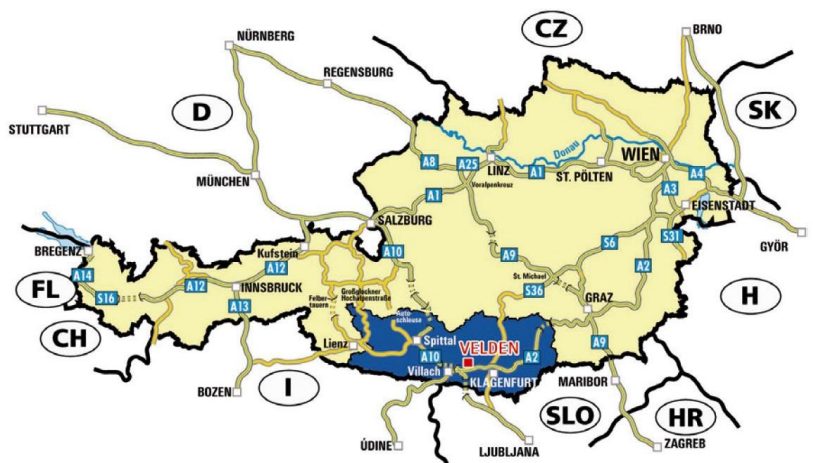 CZ
BRNO
NÜRNBERG
REGENSBURG
D
SK
STUTTGART
Donau
WIEN
A8
A25
LINZ
A1
ST. PÖLTEN
A4
MÜNCHEN
Voralpenkreuz
A3
A1
EISENSTADT
SALZBURG
S31
GYÖR
BREGENZ
Kufstein
A10
A9
S6
A12
A2
FL
A14
S16
A12
INNSBRUCK
St. Michael
S36
H
Felber-
tauern
Großglockner
Hochalpenstraße
GRAZ
CH
A13
Auto-
schleuse
Spittal
VELDEN
Lienz
A10
A2
A9
Villach
KLAGENFURT
MARIBOR
BOZEN
I
SLO
HR
ÚDINE
LJUBLJANA
ZAGREB